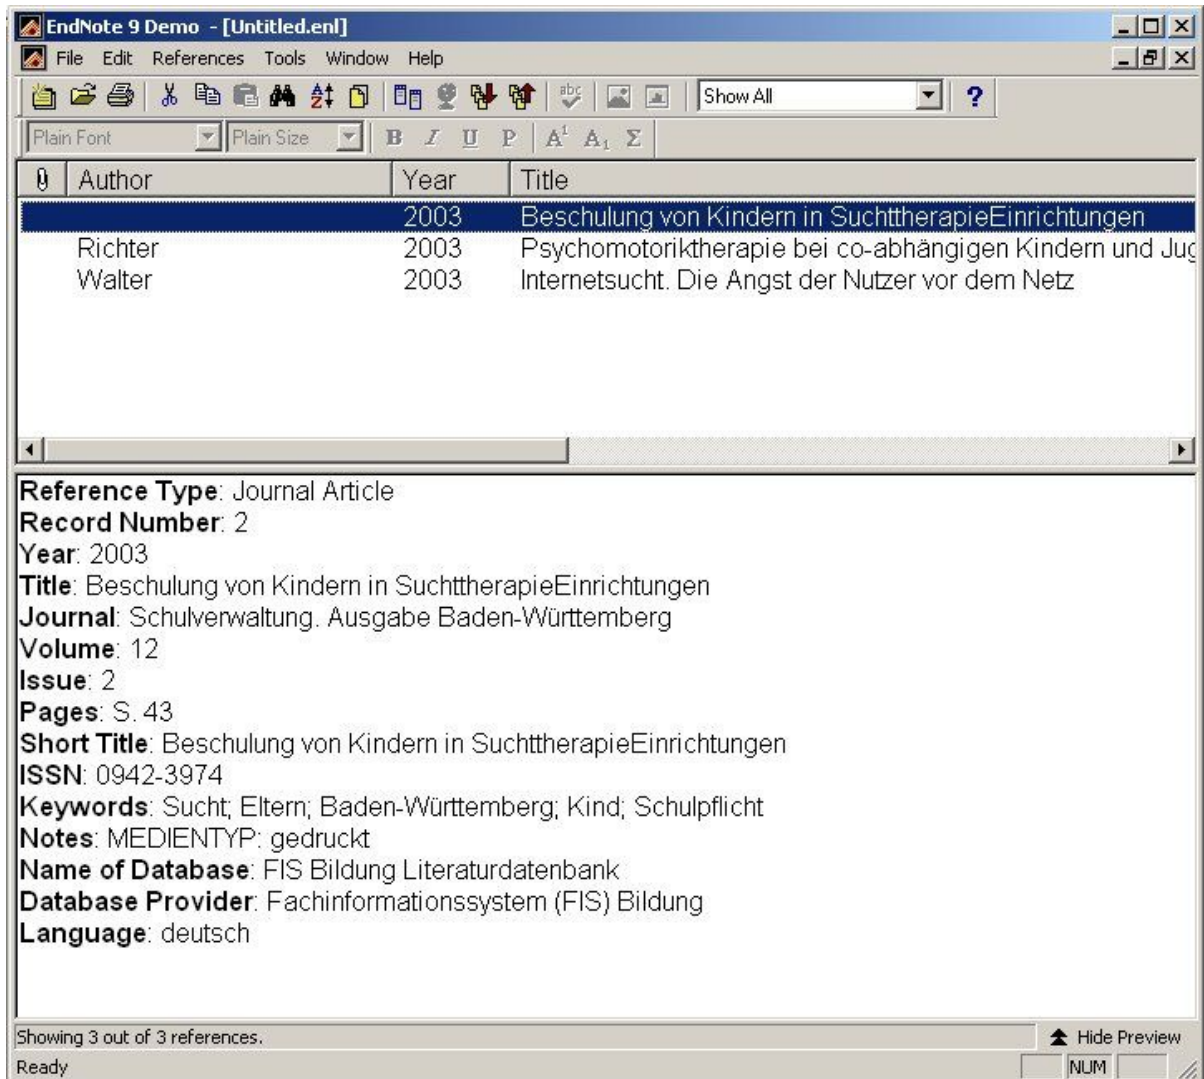 EndNote 9 Demo - [Untitled.enl]
File Edit References Tools Window Help
abc Show All ?
Plain Font Plain Size B I U P A¹ A₁ Σ
Author Year Title
2003 Beschulung von Kindern in SuchttherapieEinrichtungen
Richter 2003 Psychomotoriktherapie bei co-abhängigen Kindern und Jug
Walter 2003 Internetsucht. Die Angst der Nutzer vor dem Netz
Reference Type: Journal Article
Record Number: 2
Year: 2003
Title: Beschulung von Kindern in SuchttherapieEinrichtungen
Journal: Schulverwaltung. Ausgabe Baden-Württemberg
Volume: 12
Issue: 2
Pages: S. 43
Short Title: Beschulung von Kindern in SuchttherapieEinrichtungen
ISSN: 0942-3974
Keywords: Sucht; Eltern; Baden-Württemberg; Kind; Schulpflicht
Notes: MEDIENTYP: gedruckt
Name of Database: FIS Bildung Literaturdatenbank
Database Provider: Fachinformationssystem (FIS) Bildung
Language: deutsch
Showing 3 out of 3 references. Hide Preview
Ready NUM